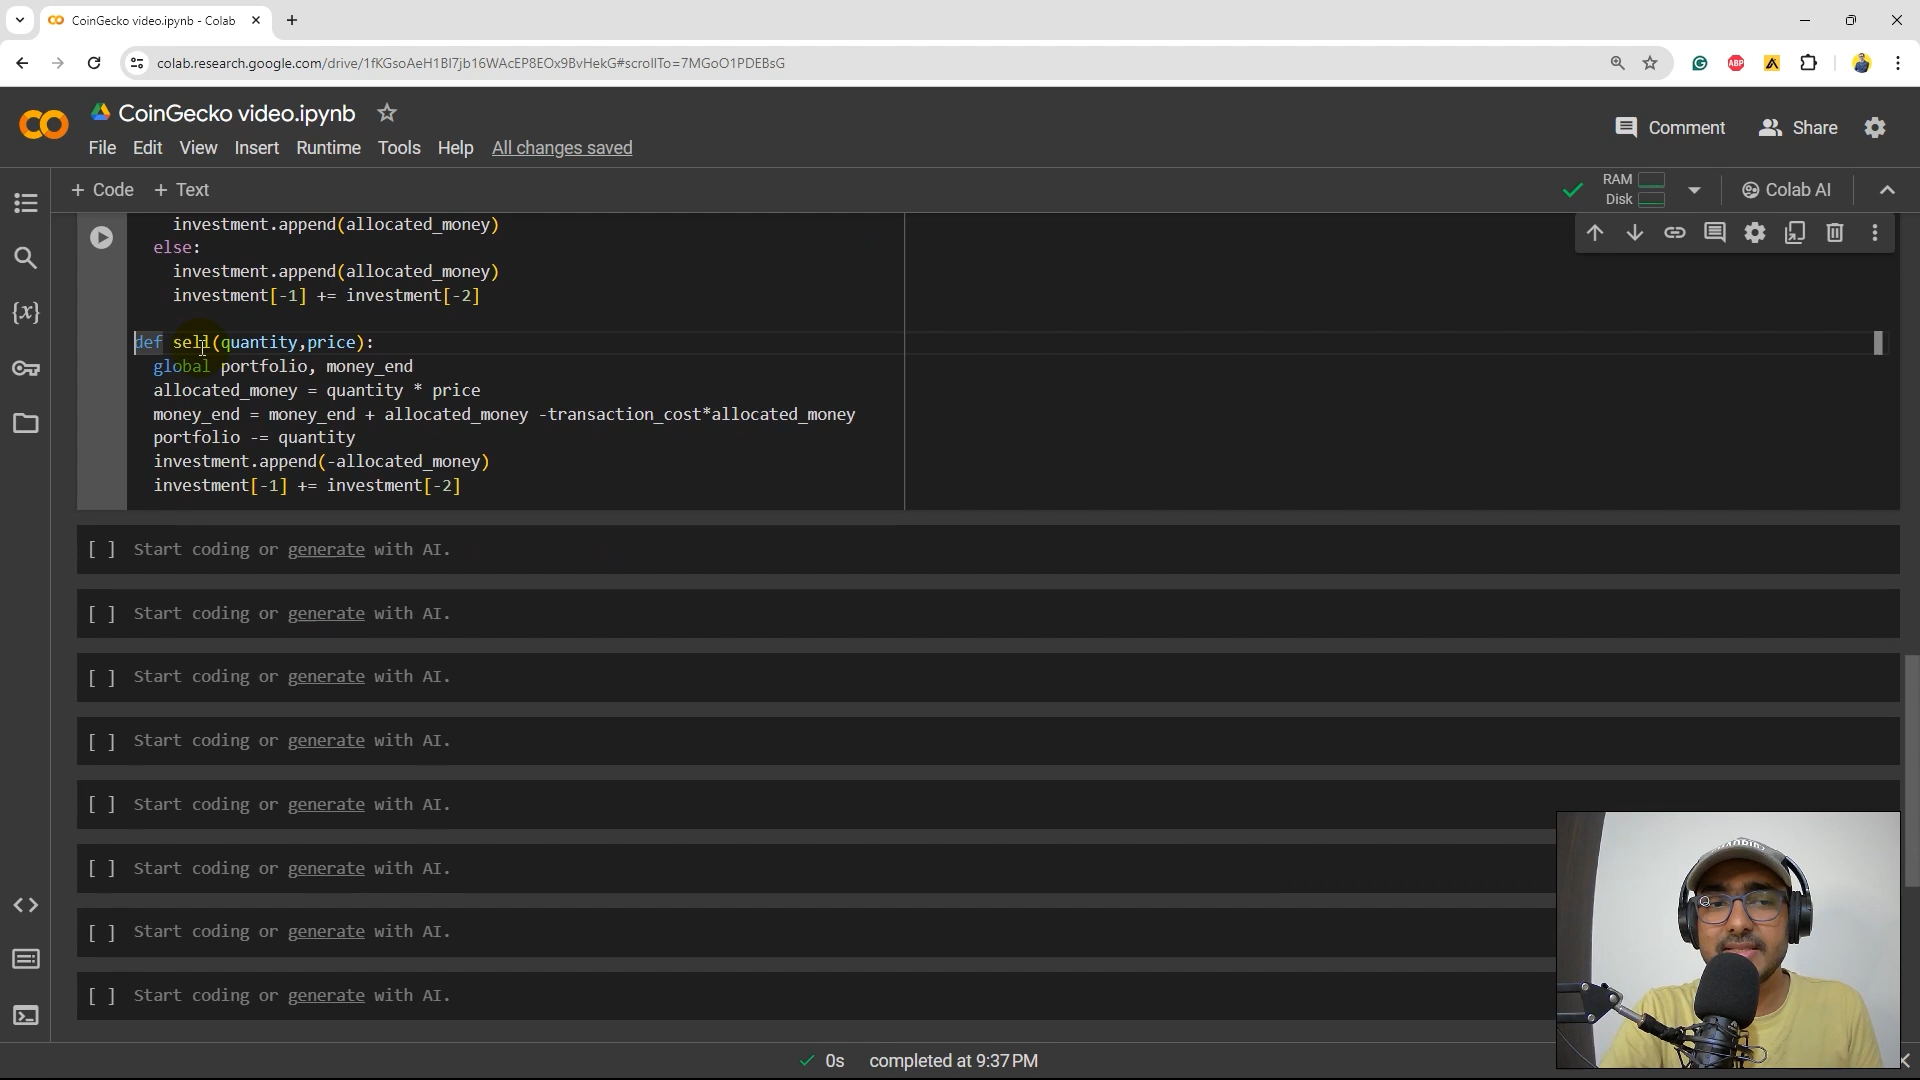 CoinGecko video.ipynb - Colab
colab.research.google.com/drive/1fKGsoAeH1Bl7jb16WAcEP8EOx9BvHekG#scrollTo=7MGoO1PDEBsG
CoinGecko video.ipynb
File Edit View Insert Runtime Tools Help All changes saved
Comment Share
+ Code + Text
RAM
Disk
Colab AI
investment.append(allocated_money)
else:
investment.append(allocated_money)
investment[-1] += investment[-2]
def sell(quantity,price):
global portfolio, money_end
allocated_money = quantity * price
money_end = money_end + allocated_money -transaction_cost*allocated_money
portfolio -= quantity
investment.append(-allocated_money)
investment[-1] += investment[-2]
[ ] Start coding or generate with AI.
[ ] Start coding or generate with AI.
[ ] Start coding or generate with AI.
[ ] Start coding or generate with AI.
[ ] Start coding or generate with AI.
[ ] Start coding or generate with AI.
[ ] Start coding or generate with AI.
[ ] Start coding or generate with AI.
0s completed at 9:37 PM